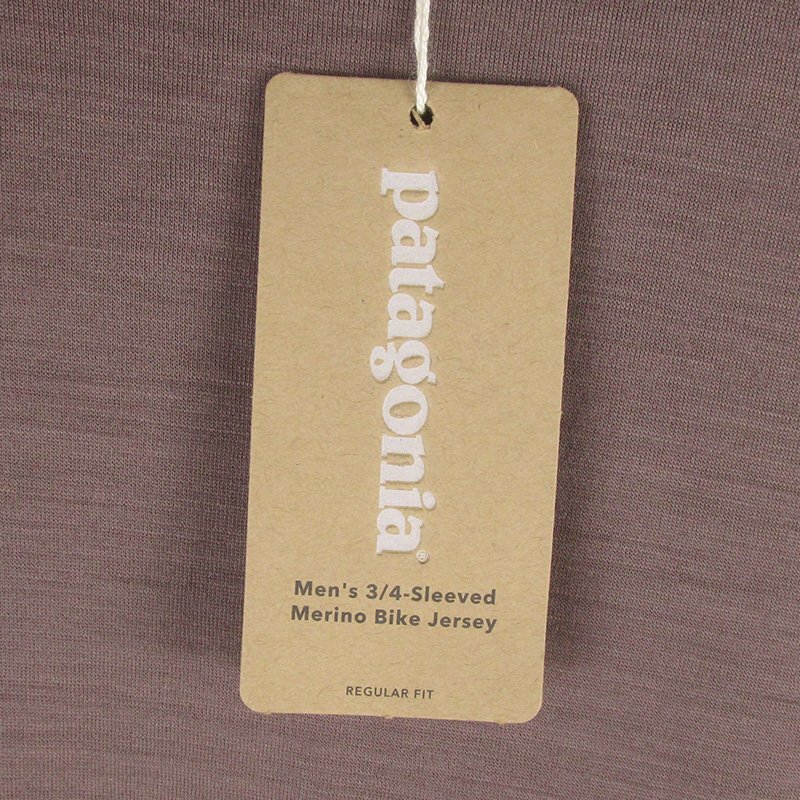 patagonia®
Men's 3/4-Sleeved
Merino Bike Jersey
REGULAR FIT